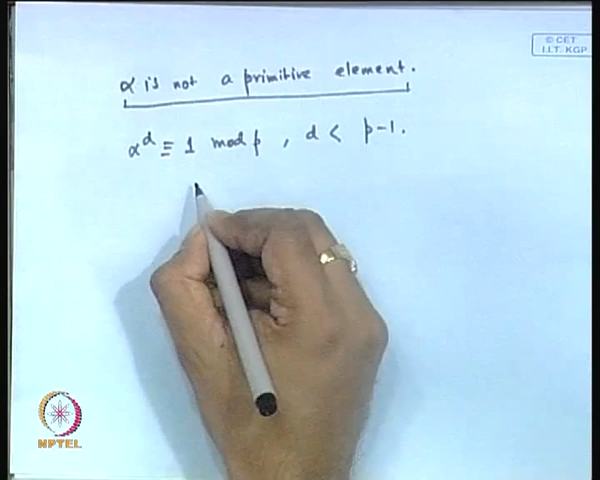 © CET
I.I.T. KGP
α is not a primitive element.
α^d ≡ 1 mod p , d < p-1.
NPTEL